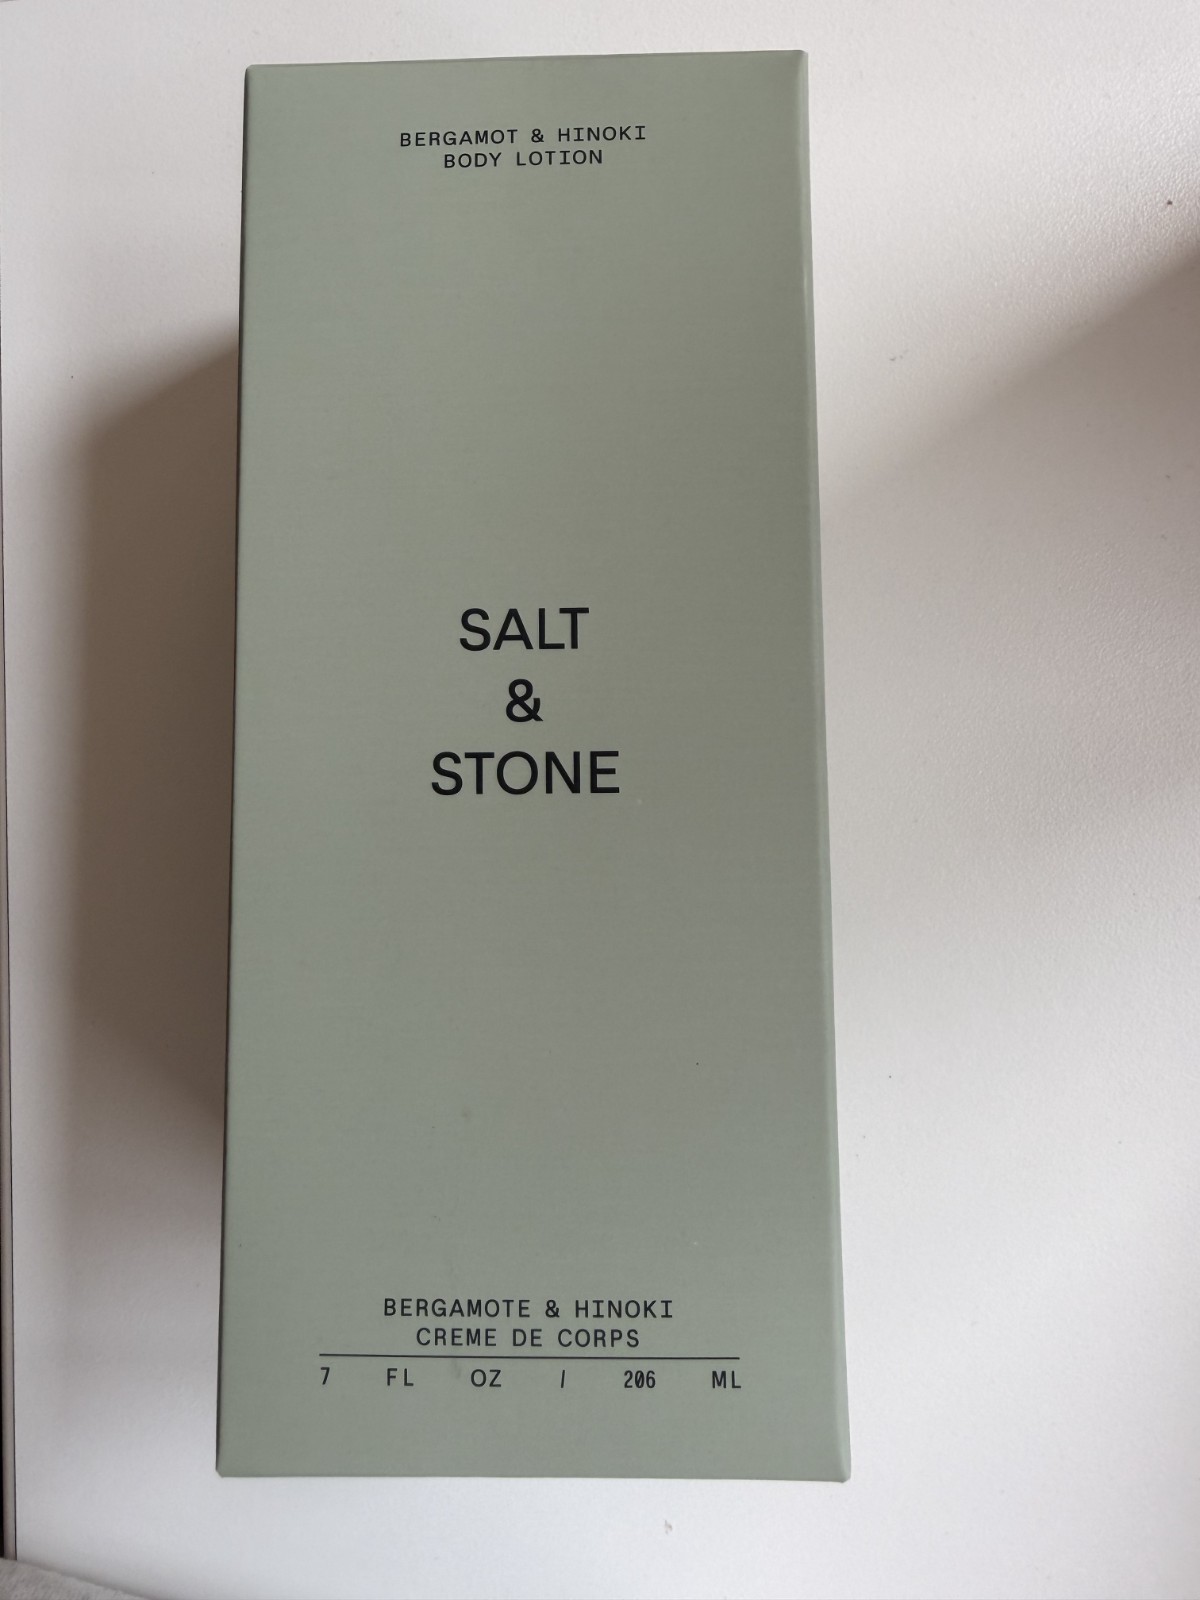 BERGAMOT & HINOKI
BODY LOTION
SALT
&
STONE
BERGAMOTE & HINOKI
CREME DE CORPS
7 FL OZ / 206 ML